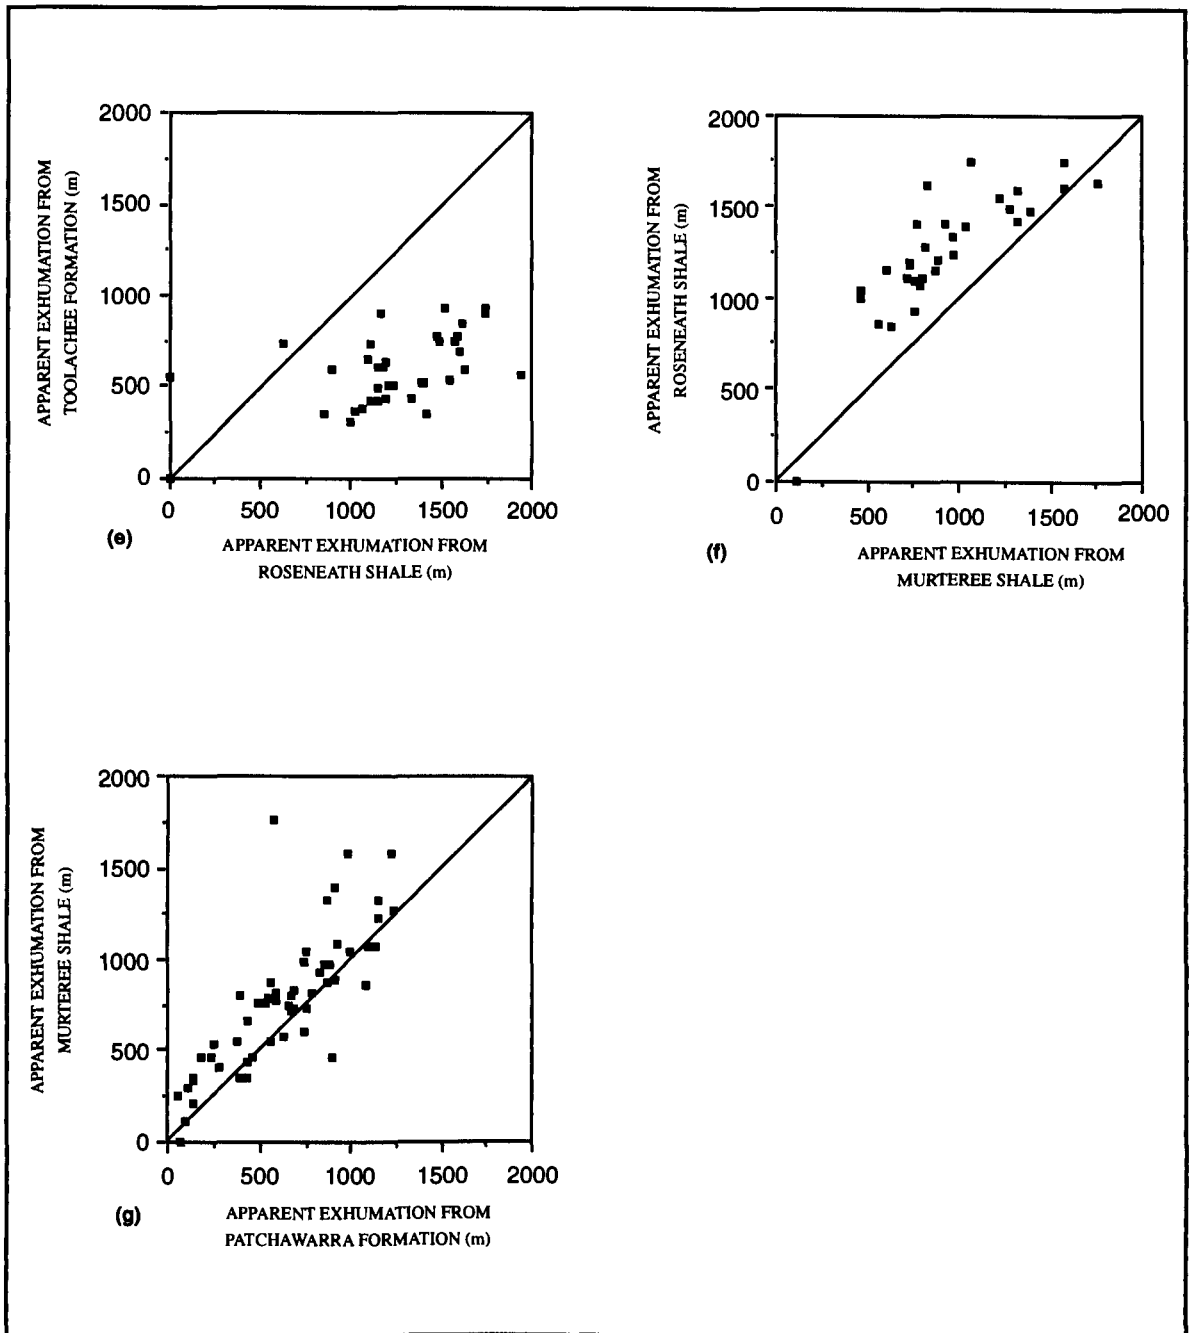 2000
1500
1000
500
0
APPARENT EXHUMATION FROM
TOOLACHEE FORMATION (m)
0 500 1000 1500 2000
(e)
APPARENT EXHUMATION FROM
ROSENEATH SHALE (m)
2000
1500
1000
500
0
APPARENT EXHUMATION FROM
ROSENEATH SHALE (m)
0 500 1000 1500 2000
(f)
APPARENT EXHUMATION FROM
MURTEREE SHALE (m)
2000
1500
1000
500
0
APPARENT EXHUMATION FROM
MURTEREE SHALE (m)
0 500 1000 1500 2000
(g)
APPARENT EXHUMATION FROM
PATCHAWARRA FORMATION (m)